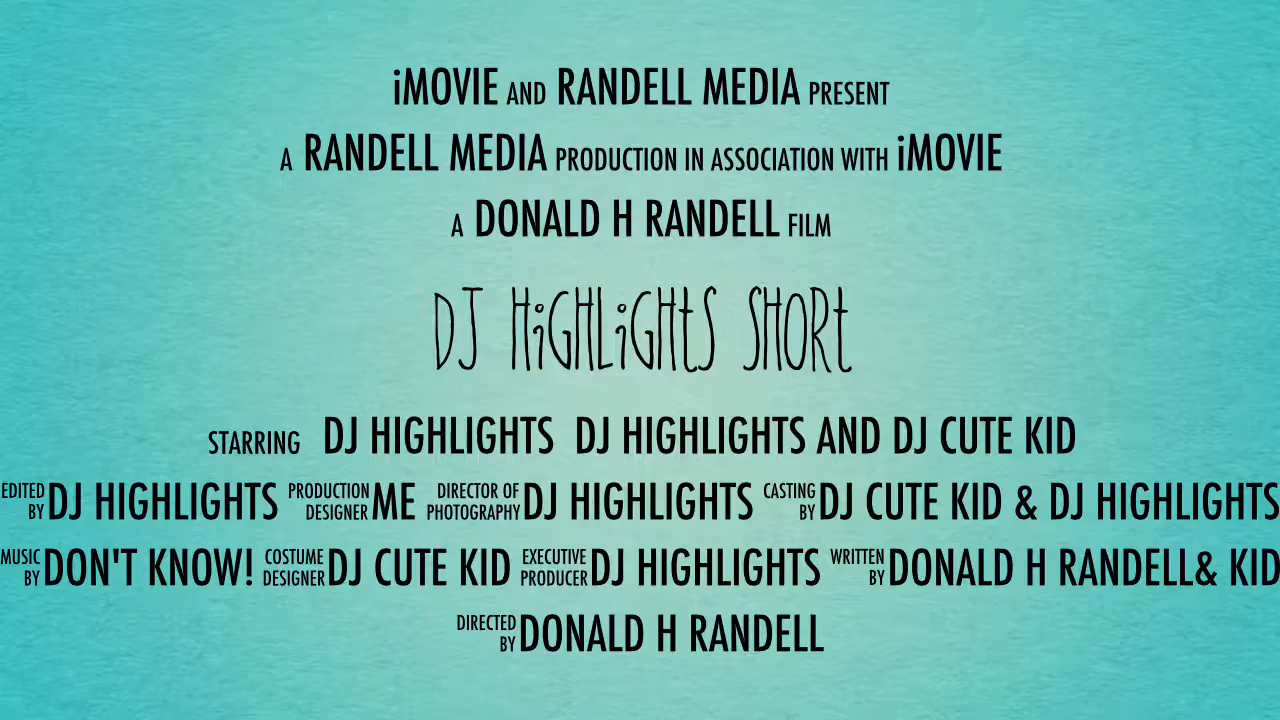 iMOVIE AND RANDELL MEDIA PRESENT
A RANDELL MEDIA PRODUCTION IN ASSOCIATION WITH iMOVIE
A DONALD H RANDELL FILM
DJ HiGHLiGHtS SHORt
STARRING DJ HIGHLIGHTS DJ HIGHLIGHTS AND DJ CUTE KID
EDITED BY DJ HIGHLIGHTS PRODUCTION DESIGNER ME DIRECTOR OF PHOTOGRAPHY DJ HIGHLIGHTS CASTING BY DJ CUTE KID & DJ HIGHLIGHTS
MUSIC BY DON'T KNOW! COSTUME DESIGNER DJ CUTE KID EXECUTIVE PRODUCER DJ HIGHLIGHTS WRITTEN BY DONALD H RANDELL& KID
DIRECTED BY DONALD H RANDELL